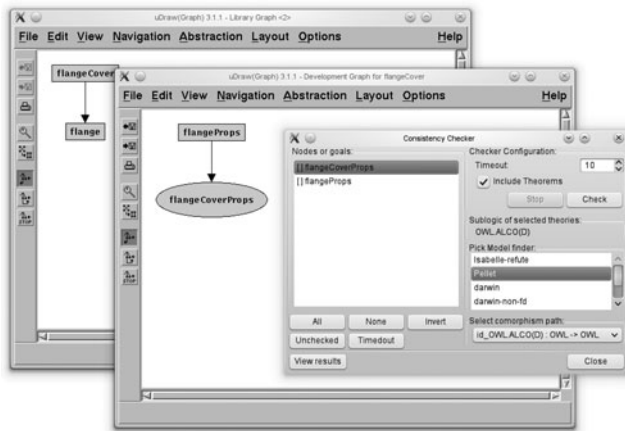 uDraw(Graph) 3.1.1 - Library Graph <2>
File Edit View Navigation Abstraction Layout Options Help
flangeCover
flange
uDraw(Graph) 3.1.1 - Development Graph for flangeCover
File Edit View Navigation Abstraction Layout Options Help
flangeProps
flangeCoverProps
STOP
STOP
Consistency Checker
Nodes or goals:
[ ] flangeCoverProps
[ ] flangeProps
All None Invert
Unchecked Timedout
View results
Checker Configuration:
Timeout: 10
Include Theorems
Stop Check
Sublogic of selected theories:
OWL.ALCO(D)
Pick Model finder:
Isabelle-refute
Pellet
darwin
darwin-non-fd
Select comorphism path:
id_OWL.ALCO(D) : OWL -> OWL
Close